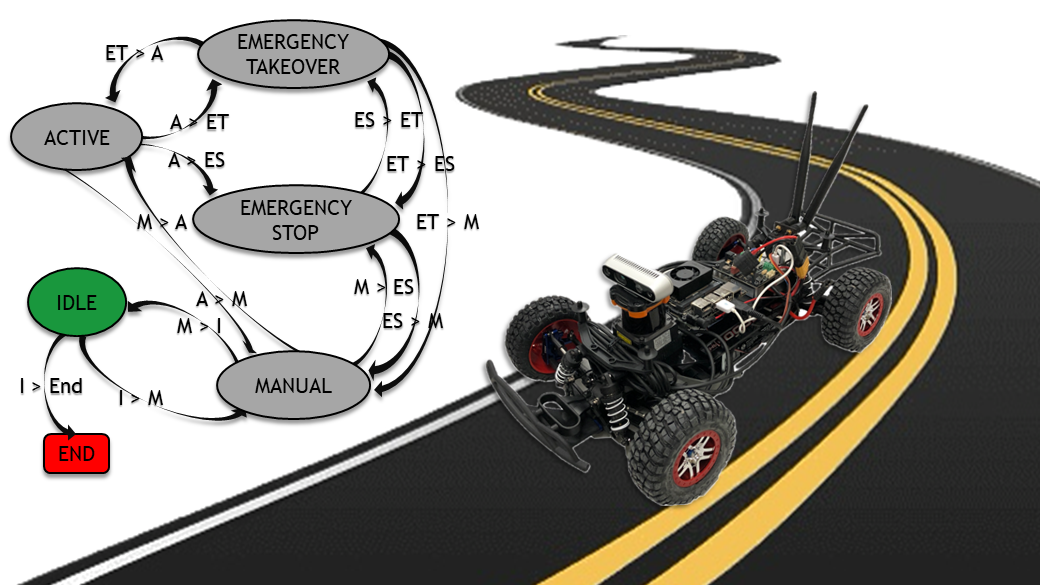 EMERGENCY
TAKEOVER
ET > A
A > ET
ES > ET
ACTIVE
A > ES
ET > ES
EMERGENCY
STOP
M > A
ET > M
M > ES
IDLE
A > M
M > I
ES > M
I > End
I > M
MANUAL
END